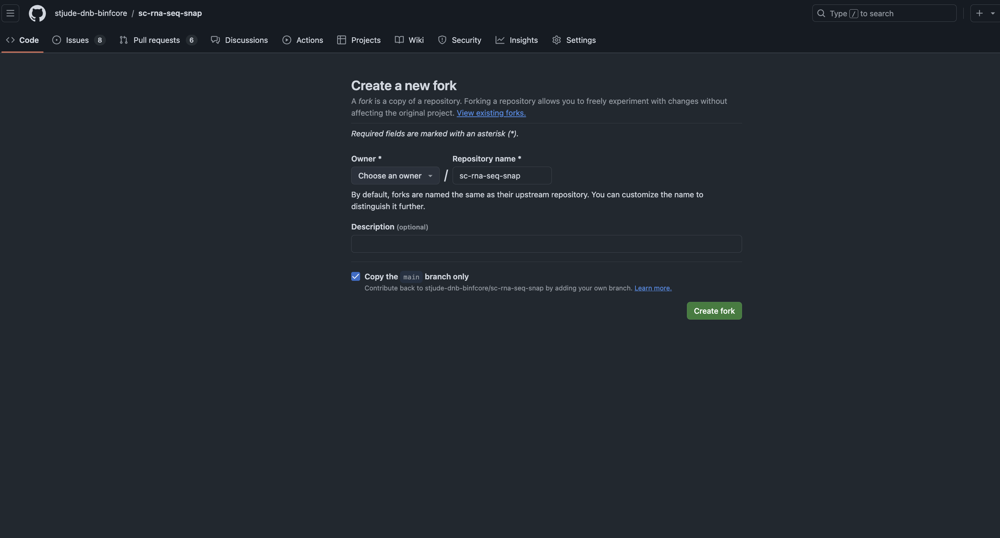 stjude-dnb-binfcore / sc-rna-seq-snap
Type / to search
Code
Issues 8
Pull requests 6
Discussions
Actions
Projects
Wiki
Security
Insights
Settings
Create a new fork
A fork is a copy of a repository. Forking a repository allows you to freely experiment with changes without
affecting the original project. View existing forks.
Required fields are marked with an asterisk (*).
Owner *
Repository name *
Choose an owner / sc-rna-seq-snap
By default, forks are named the same as their upstream repository. You can customize the name to
distinguish it further.
Description (optional)
Copy the main branch only
Contribute back to stjude-dnb-binfcore/sc-rna-seq-snap by adding your own branch. Learn more.
Create fork